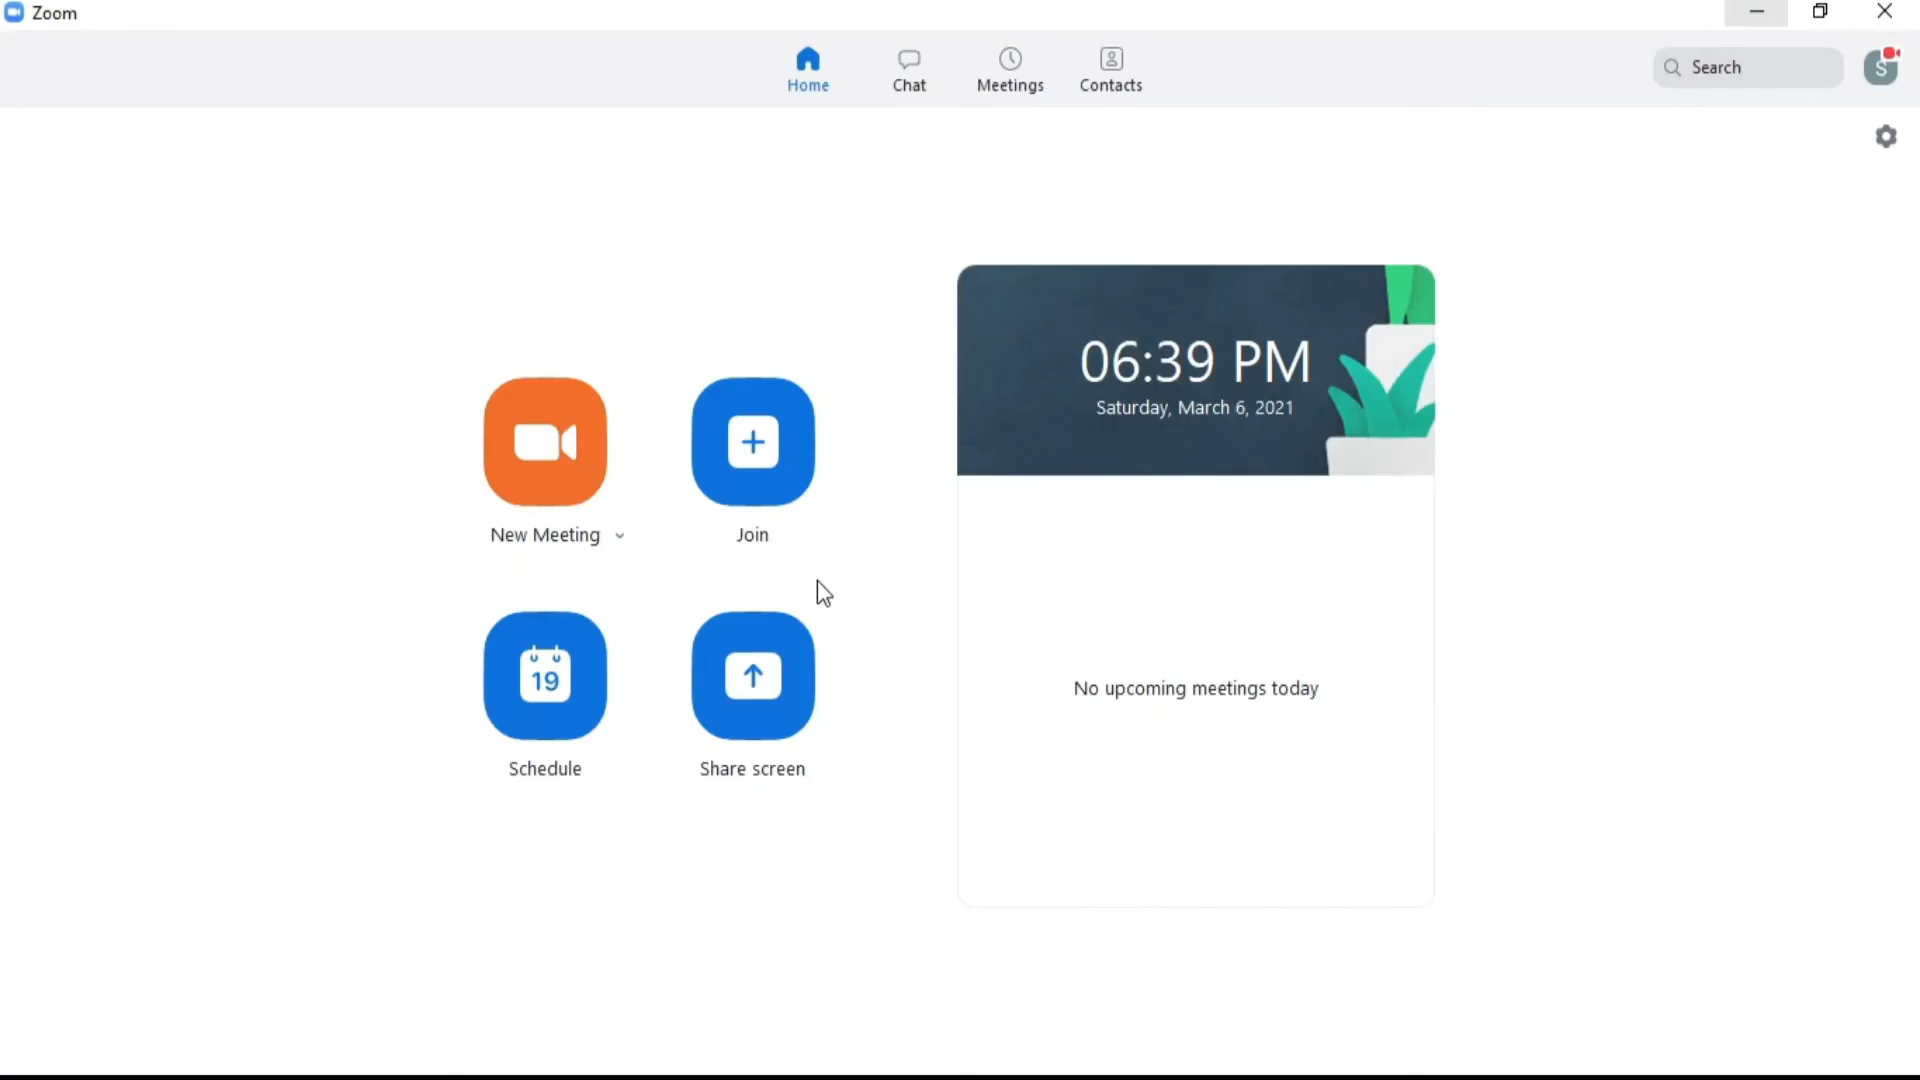 Zoom
Home
Chat
Meetings
Contacts
Search
S
06:39 PM
Saturday, March 6, 2021
New Meeting
Join
19
Schedule
Share screen
No upcoming meetings today